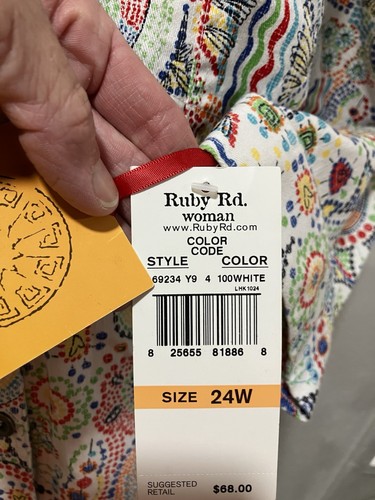 Ruby Rd.
woman
www.RubyRd.com
COLOR
CODE
STYLE COLOR
69234 Y9 4 100WHITE
LHK1024
8 25655 81886 8
SIZE 24W
SUGGESTED
RETAIL $68.00